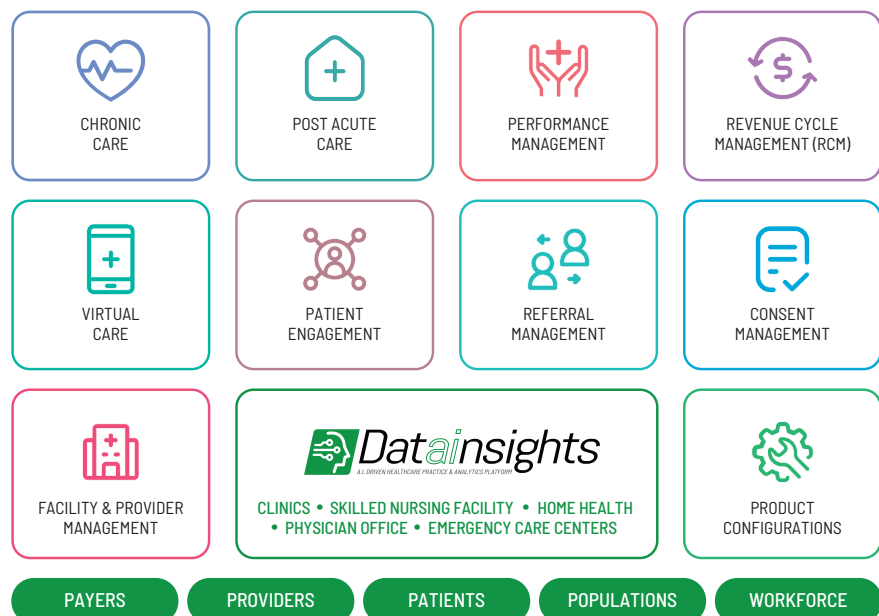 CHRONIC
CARE
POST ACUTE
CARE
PERFORMANCE
MANAGEMENT
REVENUE CYCLE
MANAGEMENT (RCM)
VIRTUAL
CARE
PATIENT
ENGAGEMENT
REFERRAL
MANAGEMENT
CONSENT
MANAGEMENT
FACILITY & PROVIDER
MANAGEMENT
Datainsights
A.I. DRIVEN HEALTHCARE PRACTICE & ANALYTICS PLATFORM
CLINICS • SKILLED NURSING FACILITY • HOME HEALTH
• PHYSICIAN OFFICE • EMERGENCY CARE CENTERS
PRODUCT
CONFIGURATIONS
PAYERS
PROVIDERS
PATIENTS
POPULATIONS
WORKFORCE